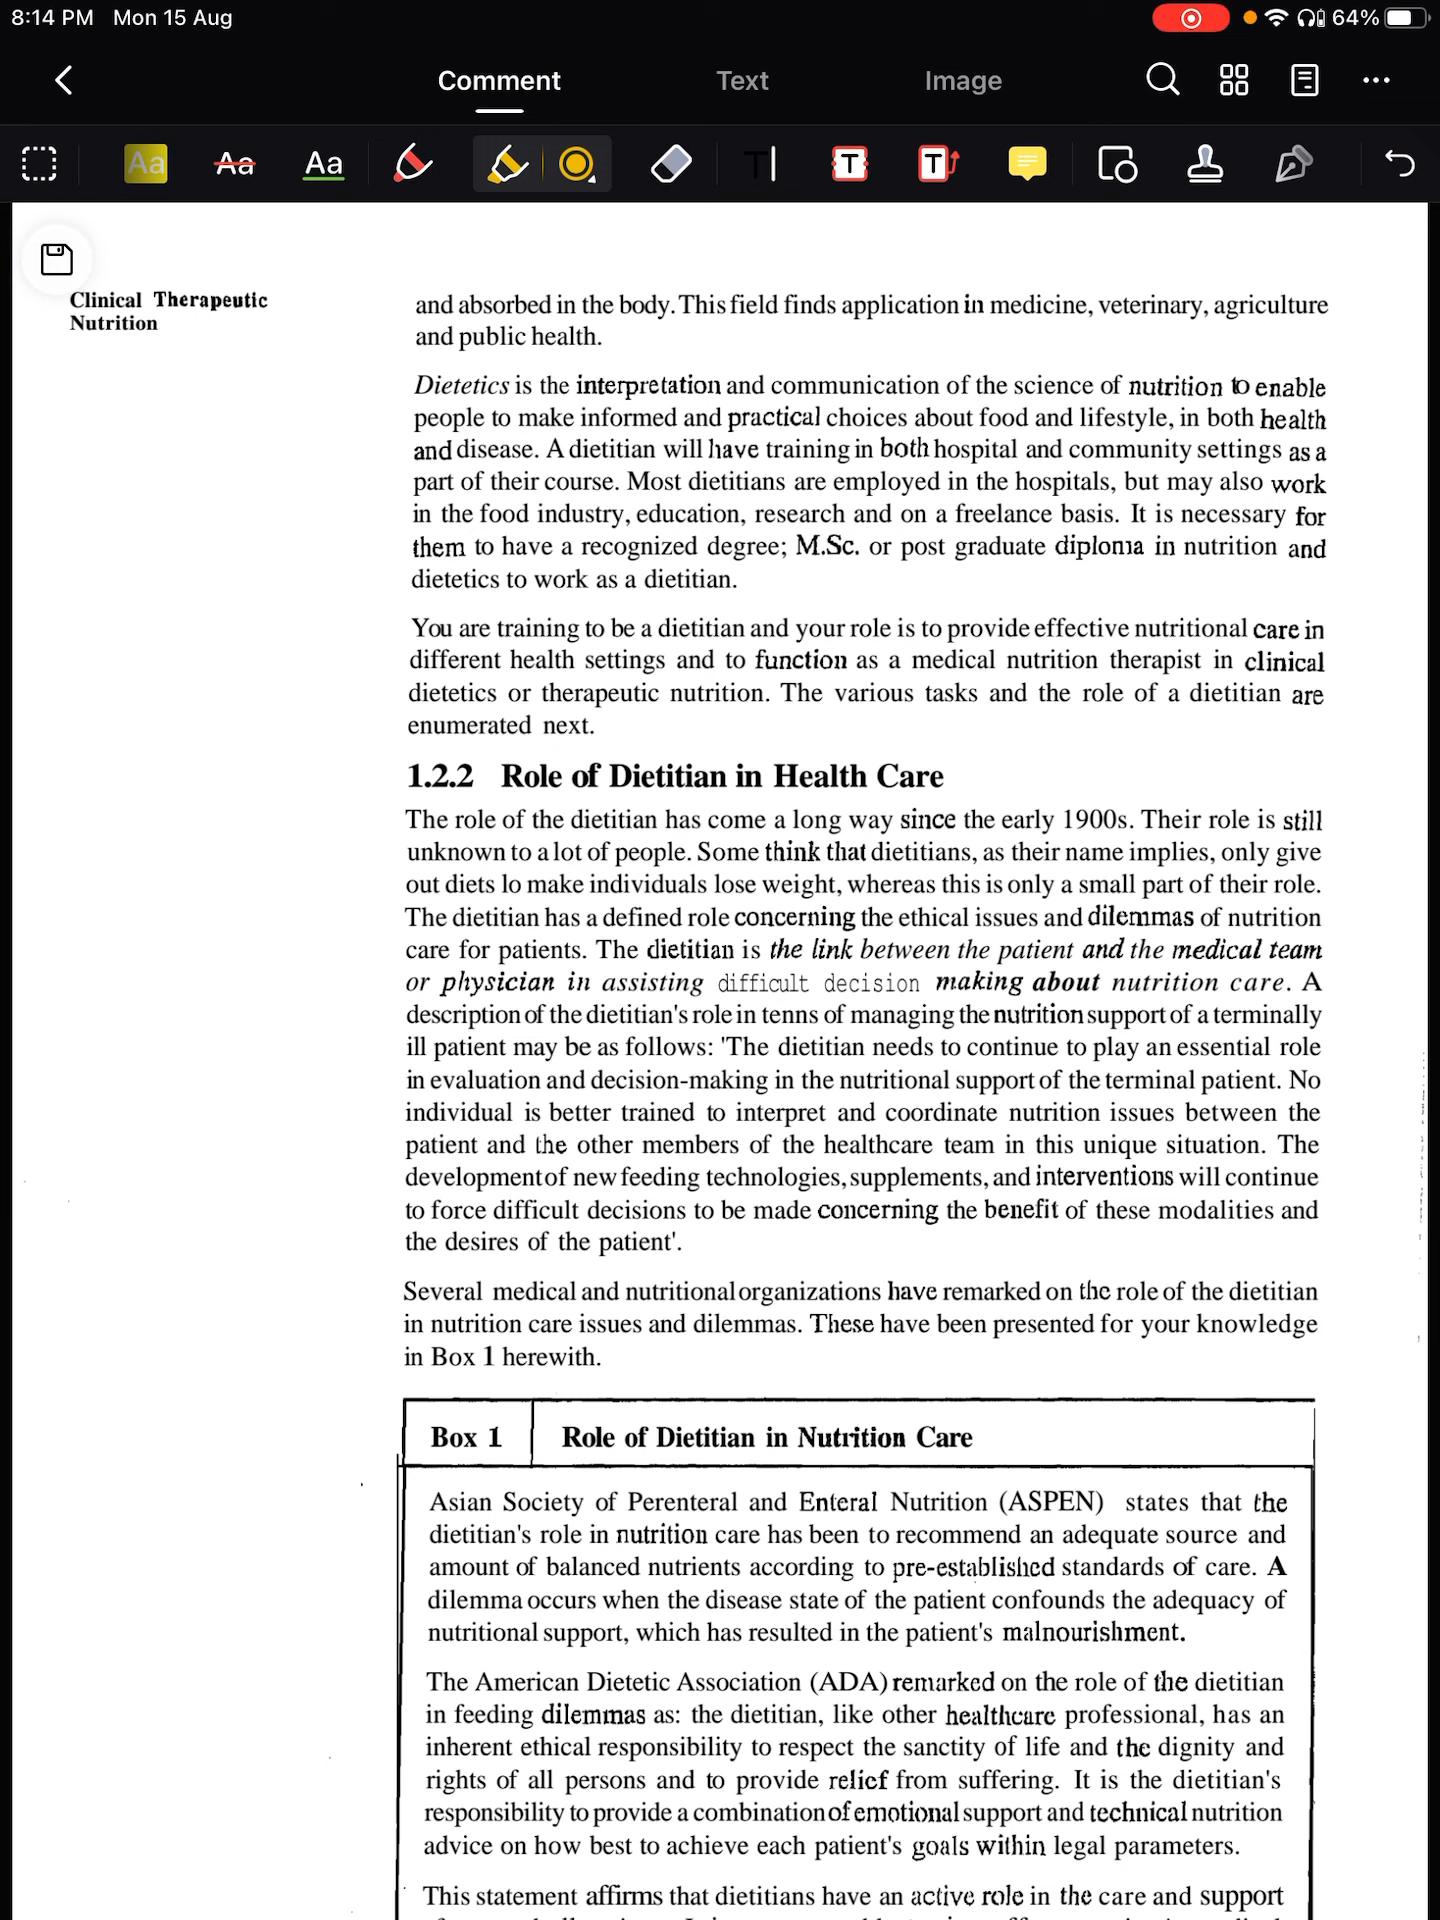 8:14 PM Mon 15 Aug
64%
Comment
Text
Image
Aa
Aa
Aa
T
T
T
Clinical Therapeutic
Nutrition
and absorbed in the body. This field finds application in medicine, veterinary, agriculture
and public health.
Dietetics is the interpretation and communication of the science of nutrition to enable
people to make informed and practical choices about food and lifestyle, in both health
and disease. A dietitian will have training in both hospital and community settings as a
part of their course. Most dietitians are employed in the hospitals, but may also work
in the food industry, education, research and on a freelance basis. It is necessary for
them to have a recognized degree; M.Sc. or post graduate diploma in nutrition and
dietetics to work as a dietitian.
You are training to be a dietitian and your role is to provide effective nutritional care in
different health settings and to function as a medical nutrition therapist in clinical
dietetics or therapeutic nutrition. The various tasks and the role of a dietitian are
enumerated next.
1.2.2 Role of Dietitian in Health Care
The role of the dietitian has come a long way since the early 1900s. Their role is still
unknown to a lot of people. Some think that dietitians, as their name implies, only give
out diets lo make individuals lose weight, whereas this is only a small part of their role.
The dietitian has a defined role concerning the ethical issues and dilemmas of nutrition
care for patients. The dietitian is the link between the patient and the medical team
or physician in assisting difficult decision making about nutrition care. A
description of the dietitian's role in tenns of managing the nutrition support of a terminally
ill patient may be as follows: 'The dietitian needs to continue to play an essential role
in evaluation and decision-making in the nutritional support of the terminal patient. No
individual is better trained to interpret and coordinate nutrition issues between the
patient and the other members of the healthcare team in this unique situation. The
development of new feeding technologies, supplements, and interventions will continue
to force difficult decisions to be made concerning the benefit of these modalities and
the desires of the patient'.
Several medical and nutritional organizations have remarked on the role of the dietitian
in nutrition care issues and dilemmas. These have been presented for your knowledge
in Box 1 herewith.
Box 1 Role of Dietitian in Nutrition Care
Asian Society of Perenteral and Enteral Nutrition (ASPEN) states that the
dietitian's role in nutrition care has been to recommend an adequate source and
amount of balanced nutrients according to pre-established standards of care. A
dilemma occurs when the disease state of the patient confounds the adequacy of
nutritional support, which has resulted in the patient's malnourishment.
The American Dietetic Association (ADA) remarked on the role of the dietitian
in feeding dilemmas as: the dietitian, like other healthcare professional, has an
inherent ethical responsibility to respect the sanctity of life and the dignity and
rights of all persons and to provide relief from suffering. It is the dietitian's
responsibility to provide a combination of emotional support and technical nutrition
advice on how best to achieve each patient's goals within legal parameters.
This statement affirms that dietitians have an active role in the care and support